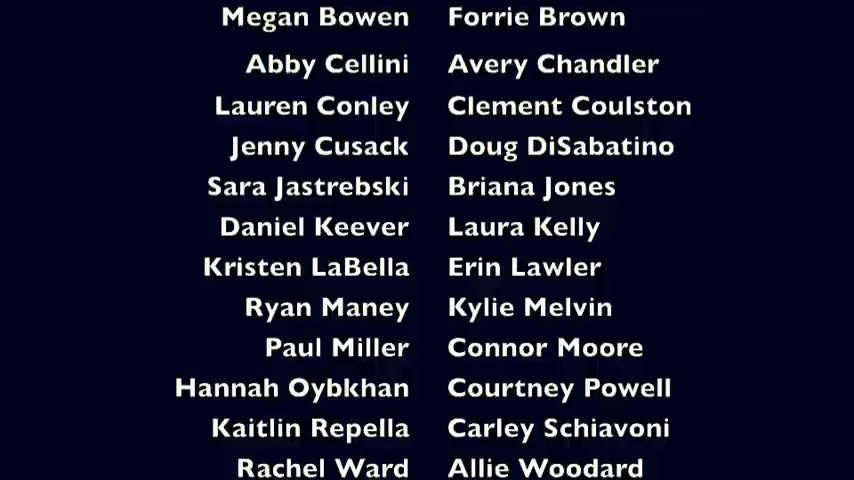 Megan Bowen Forrie Brown
Abby Cellini Avery Chandler
Lauren Conley Clement Coulston
Jenny Cusack Doug DiSabatino
Sara Jastrebski Briana Jones
Daniel Keever Laura Kelly
Kristen LaBella Erin Lawler
Ryan Maney Kylie Melvin
Paul Miller Connor Moore
Hannah Oybkhan Courtney Powell
Kaitlin Repella Carley Schiavoni
Rachel Ward Allie Woodard